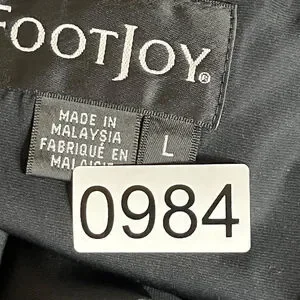 FOOTJOY®
MADE IN
MALAYSIA
FABRIQUÉ EN
L
0984